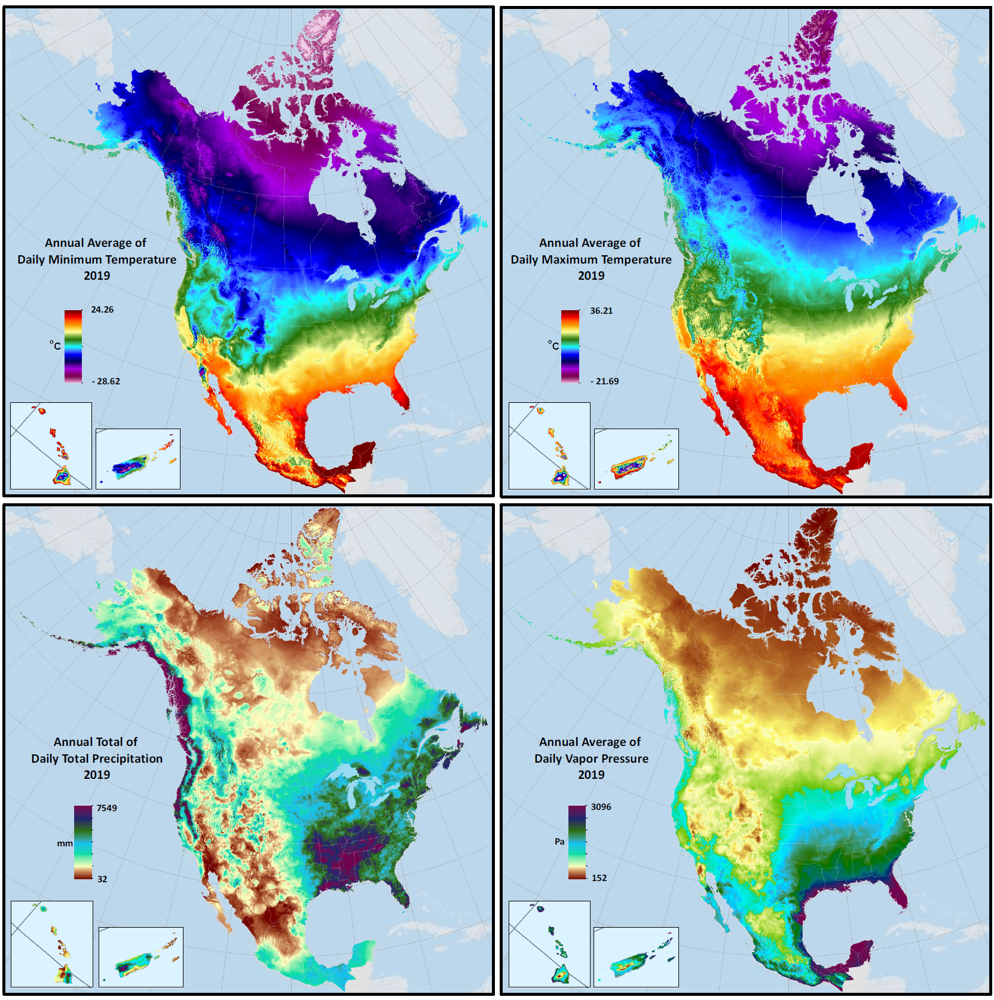 Annual Average of
Daily Minimum Temperature
2019
24.26
°C
- 28.62
Annual Average of
Daily Maximum Temperature
2019
36.21
°C
- 21.69
Annual Total of
Daily Total Precipitation
2019
7549
mm
32
Annual Average of
Daily Vapor Pressure
2019
3096
Pa
152